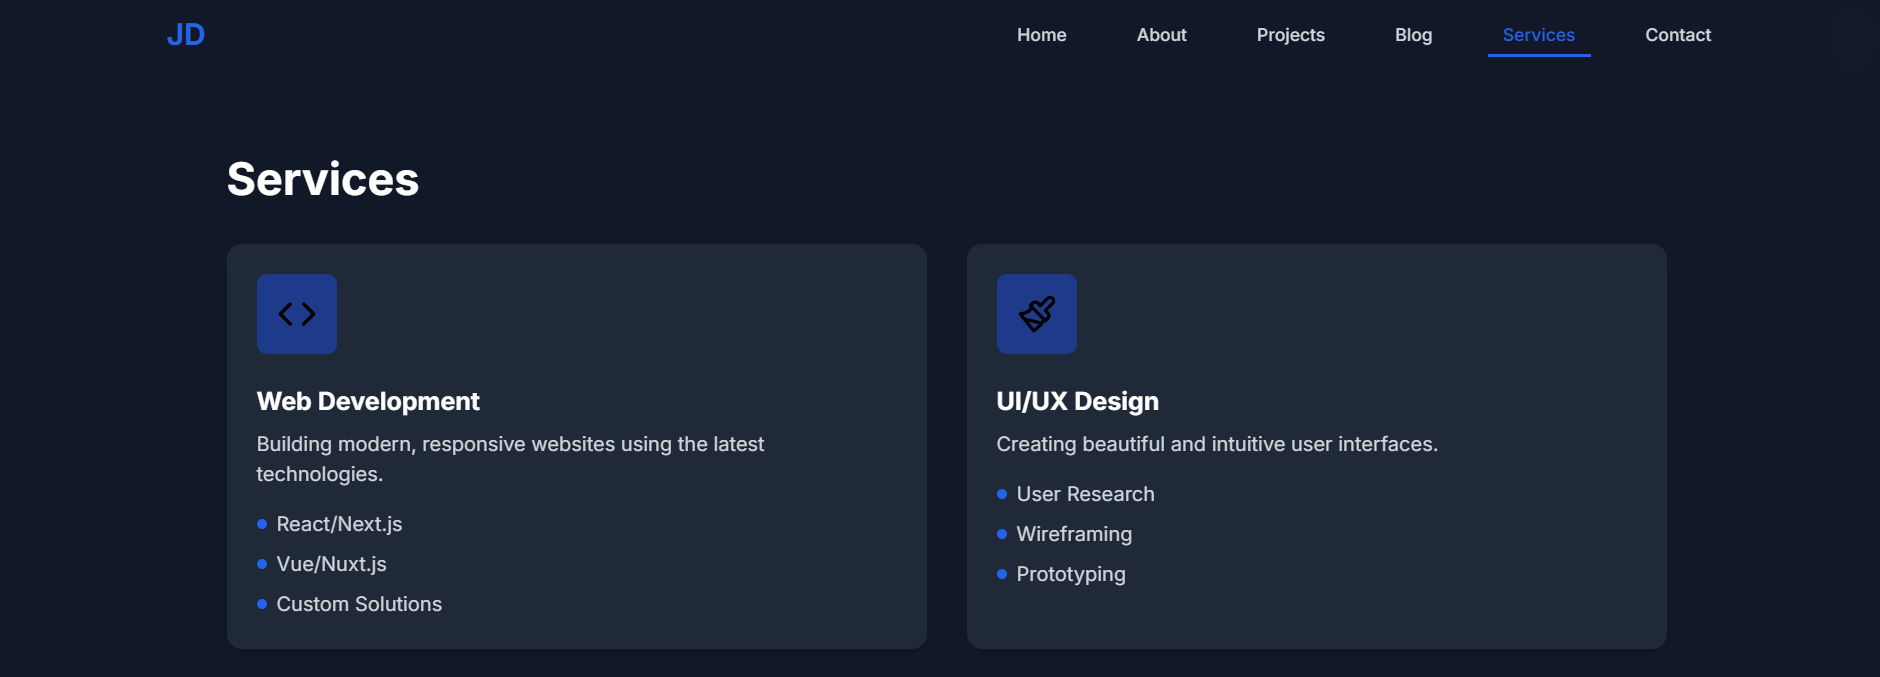 JD
Home About Projects Blog Services Contact
Services
Web Development
Building modern, responsive websites using the latest
technologies.
React/Next.js
Vue/Nuxt.js
Custom Solutions
UI/UX Design
Creating beautiful and intuitive user interfaces.
User Research
Wireframing
Prototyping